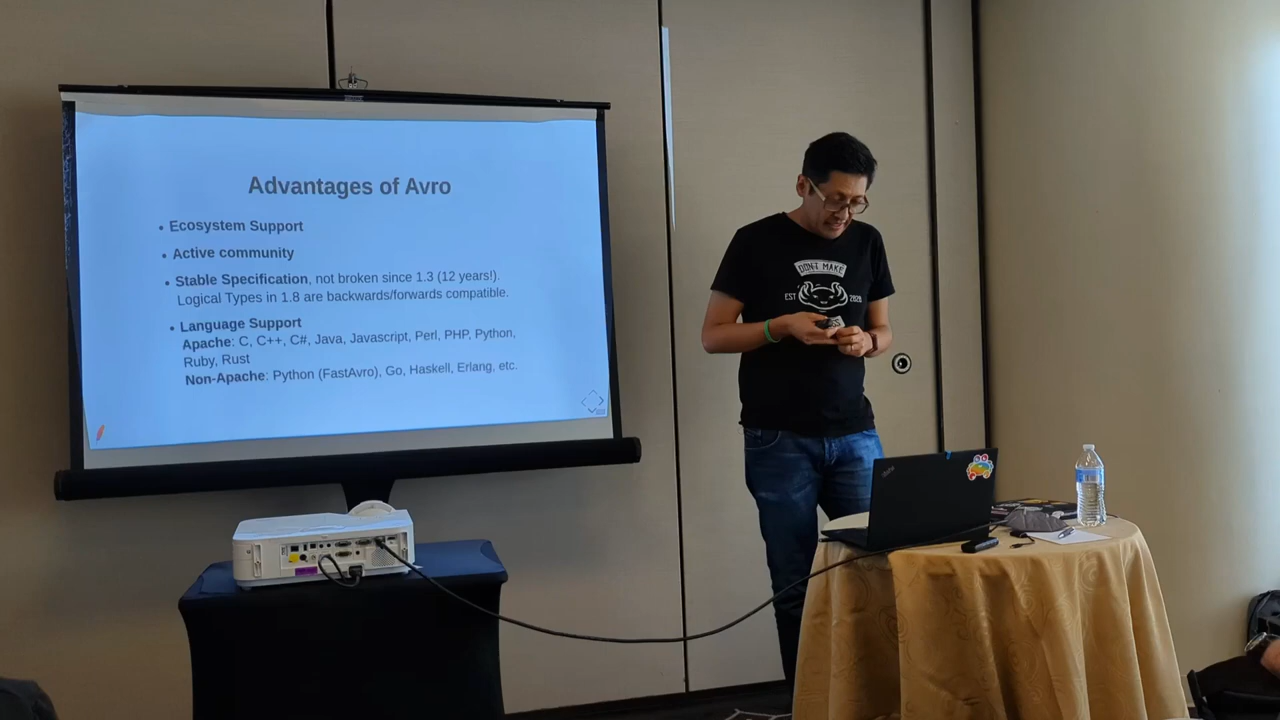 Advantages of Avro
• Ecosystem Support
• Active community
• Stable Specification, not broken since 1.3 (12 years!).
Logical Types in 1.8 are backwards/forwards compatible.
• Language Support
Apache: C, C++, C#, Java, Javascript, Perl, PHP, Python,
Ruby, Rust
Non-Apache: Python (FastAvro), Go, Haskell, Erlang, etc.
DON'T MAKE
EST 2020